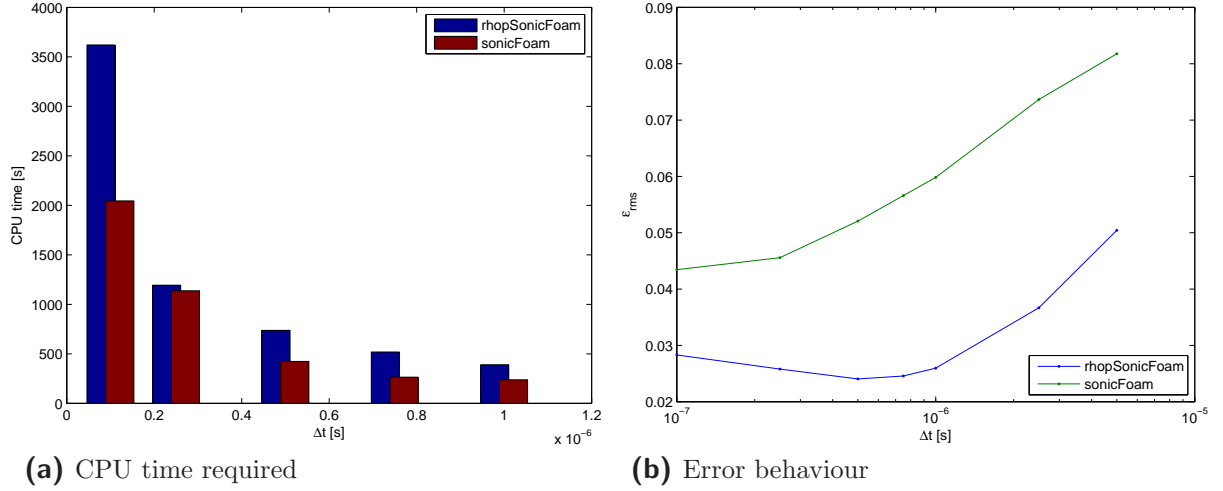 4000
3500
3000
2500
2000
1500
1000
500
0
CPU time [s]
rhopSonicFoam
sonicFoam
0 0.2 0.4 0.6 0.8 1 1.2
Δt [s]
x 10⁻⁶
(a) CPU time required
0.09
0.08
0.07
0.06
0.05
0.04
0.03
0.02
ε_rms
rhopSonicFoam
sonicFoam
10⁻⁷ 10⁻⁶ 10⁻⁵
Δt [s]
(b) Error behaviour